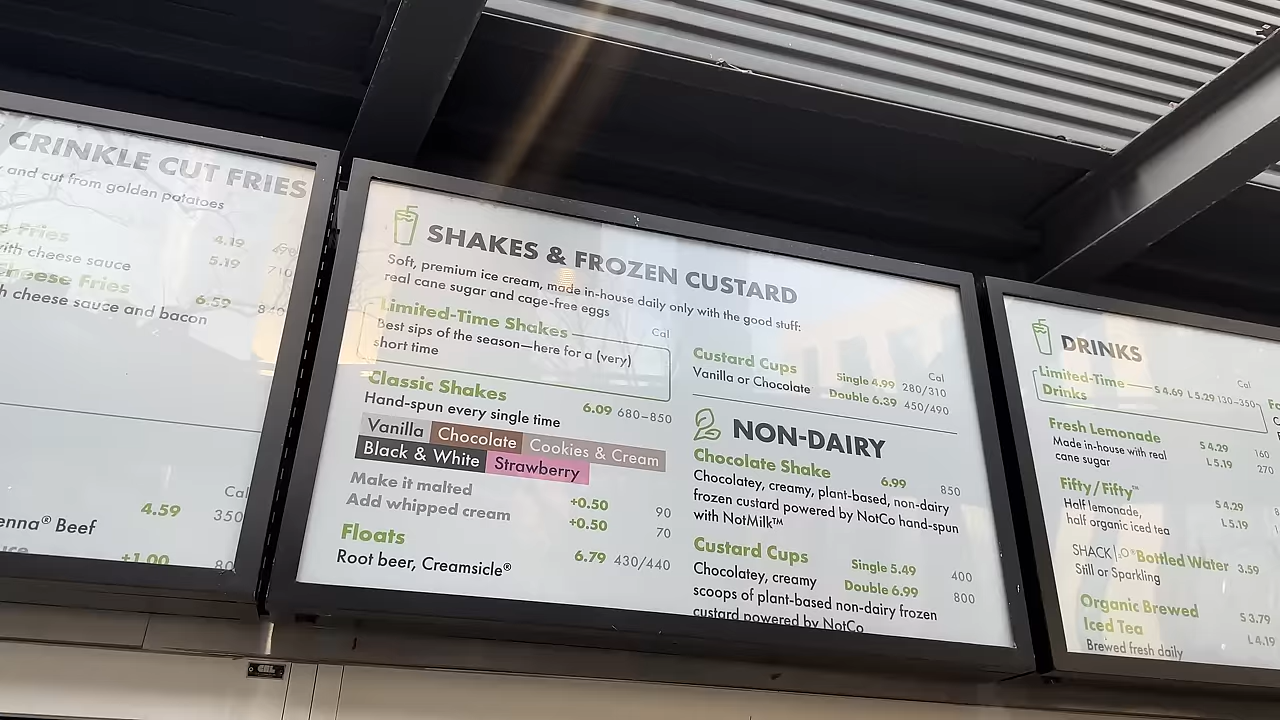 CRINKLE CUT FRIES
and cut from golden potatoes
Fries 4.19 490
with cheese sauce 5.19 710
Cheese Fries 6.59
cheese sauce and bacon
Cal
4.59 350
Beef
+1.00 80
SHAKES & FROZEN CUSTARD
Soft, premium ice cream, made in-house daily only with the good stuff:
real cane sugar and cage-free eggs
Limited-Time Shakes Cal
Best sips of the season—here for a (very)
short time
Classic Shakes 6.09 680–850
Hand-spun every single time
Vanilla Chocolate Cookies & Cream
Black & White Strawberry
Make it malted +0.50 90
Add whipped cream +0.50 70
Floats 6.79 430/440
Root beer, Creamsicle®
Cal
Custard Cups Single 4.99 280/310
Vanilla or Chocolate Double 6.39 450/490
NON-DAIRY
Chocolate Shake 6.99 850
Chocolatey, creamy, plant-based, non-dairy
frozen custard powered by NotCo hand-spun
with NotMilk™
Custard Cups Single 5.49 400
Chocolatey, creamy Double 6.99 800
scoops of plant-based non-dairy frozen
custard powered by NotCo
DRINKS
Cal
Limited-Time S 4.69 L 5.29 130–350
Drinks
Fresh Lemonade S 4.29 160
Made in-house with real L 5.19 270
cane sugar
Fifty/Fifty™ S 4.29
Half lemonade, L 5.19
half organic iced tea
SHACK2O® Bottled Water 3.59
Still or Sparkling
Organic Brewed S 3.79
Iced Tea L 4.19
Brewed fresh daily